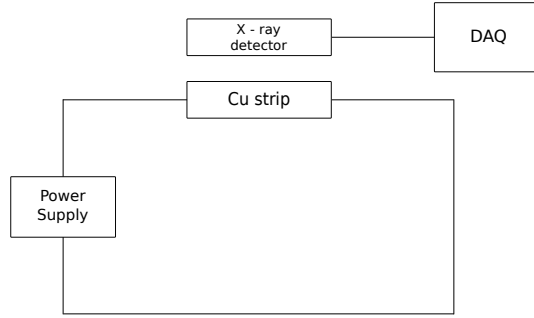 X - ray
detector
DAQ
Cu strip
Power
Supply